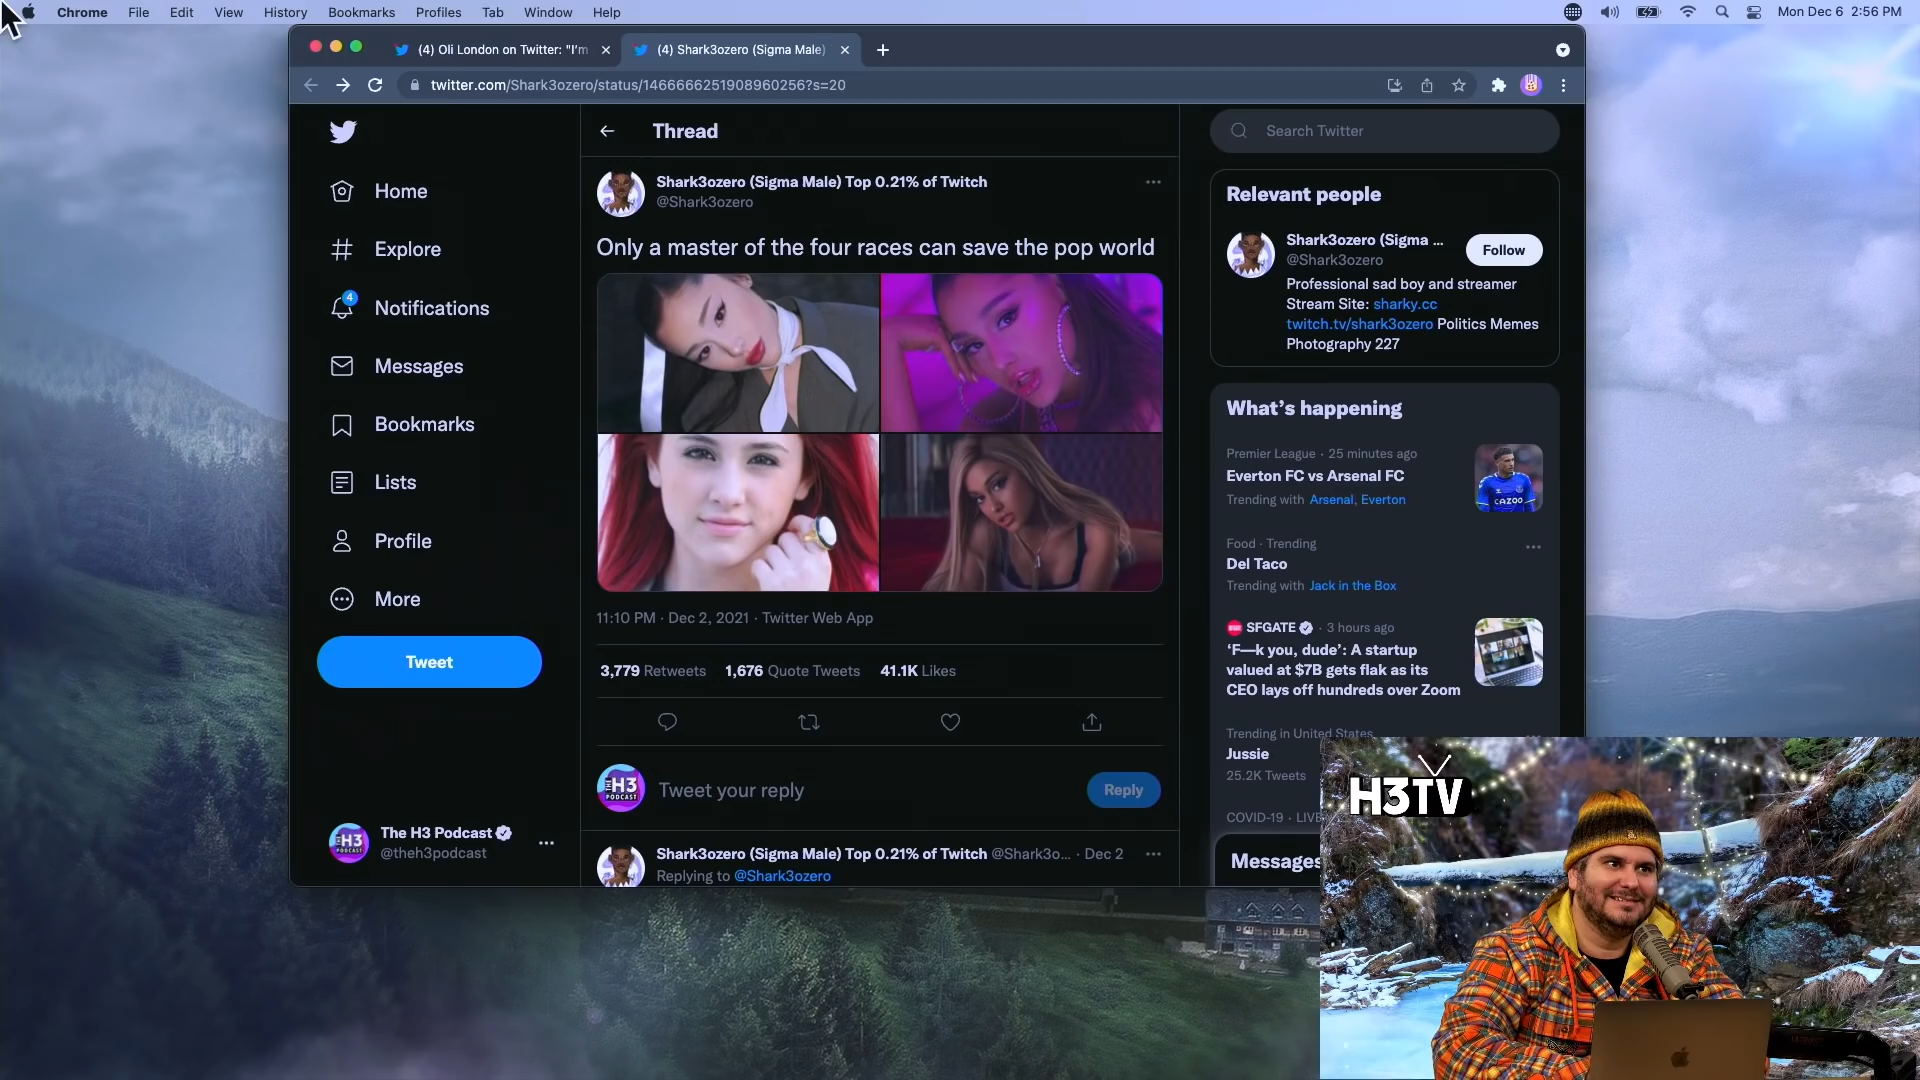 Chrome File Edit View History Bookmarks Profiles Tab Window Help
Mon Dec 6 2:56 PM
(4) Oli London on Twitter: "I'm
(4) Shark3ozero (Sigma Male)
twitter.com/Shark3ozero/status/1466666251908960256?s=20
Home
Explore
4
Notifications
Messages
Bookmarks
Lists
Profile
More
Tweet
The H3 Podcast
@theh3podcast
Thread
Shark3ozero (Sigma Male) Top 0.21% of Twitch
@Shark3ozero
Only a master of the four races can save the pop world
11:10 PM · Dec 2, 2021 · Twitter Web App
3,779 Retweets 1,676 Quote Tweets 41.1K Likes
H3
PODCAST
Tweet your reply
Reply
Shark3ozero (Sigma Male) Top 0.21% of Twitch @Shark3o... · Dec 2
Replying to @Shark3ozero
Search Twitter
Relevant people
Shark3ozero (Sigma ...
@Shark3ozero
Follow
Professional sad boy and streamer
Stream Site: sharky.cc
twitch.tv/shark3ozero Politics Memes
Photography 227
What's happening
Premier League · 25 minutes ago
Everton FC vs Arsenal FC
Trending with Arsenal, Everton
CAZOO
Food · Trending
Del Taco
Trending with Jack in the Box
SFGATE · 3 hours ago
'F—k you, dude': A startup
valued at $7B gets flak as its
CEO lays off hundreds over Zoom
Trending in United States
Jussie
25.2K Tweets
COVID-19 · LIVE
Messages
H3TV